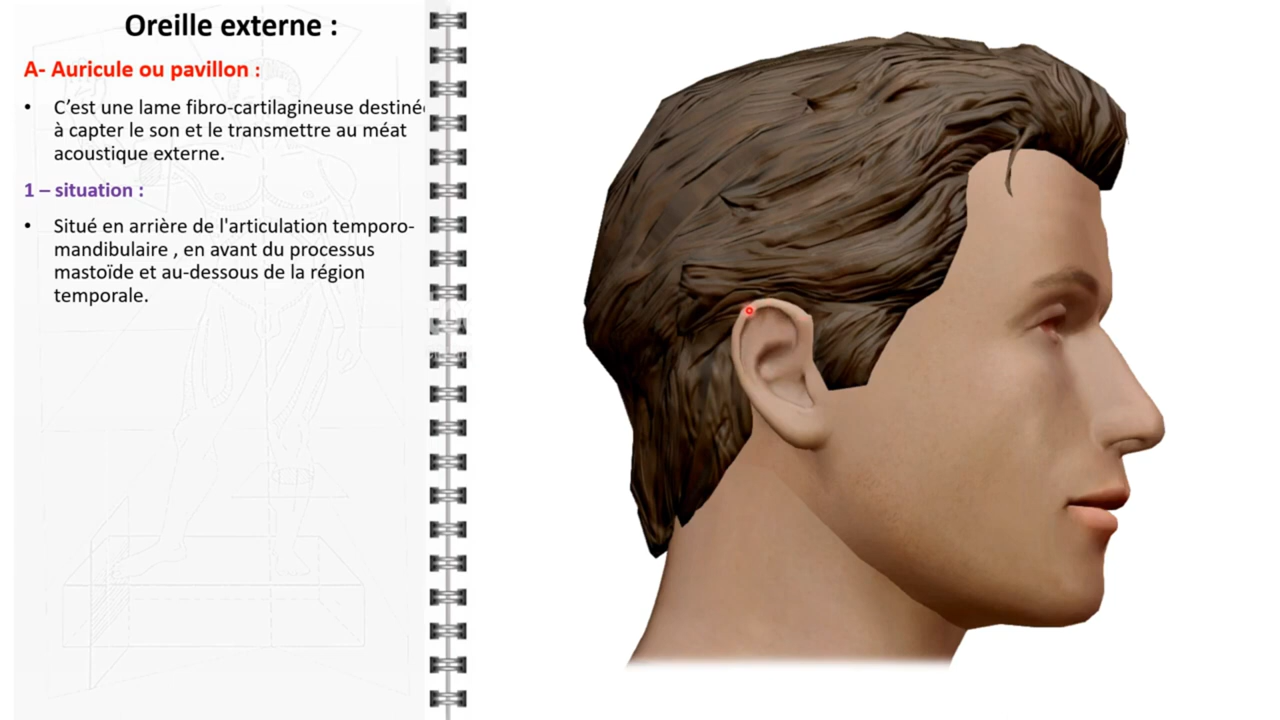 Oreille externe :
A- Auricule ou pavillon :
• C’est une lame fibro-cartilagineuse destinée
à capter le son et le transmettre au méat
acoustique externe.
1 – situation :
• Situé en arrière de l'articulation temporo-
mandibulaire , en avant du processus
mastoïde et au-dessous de la région
temporale.